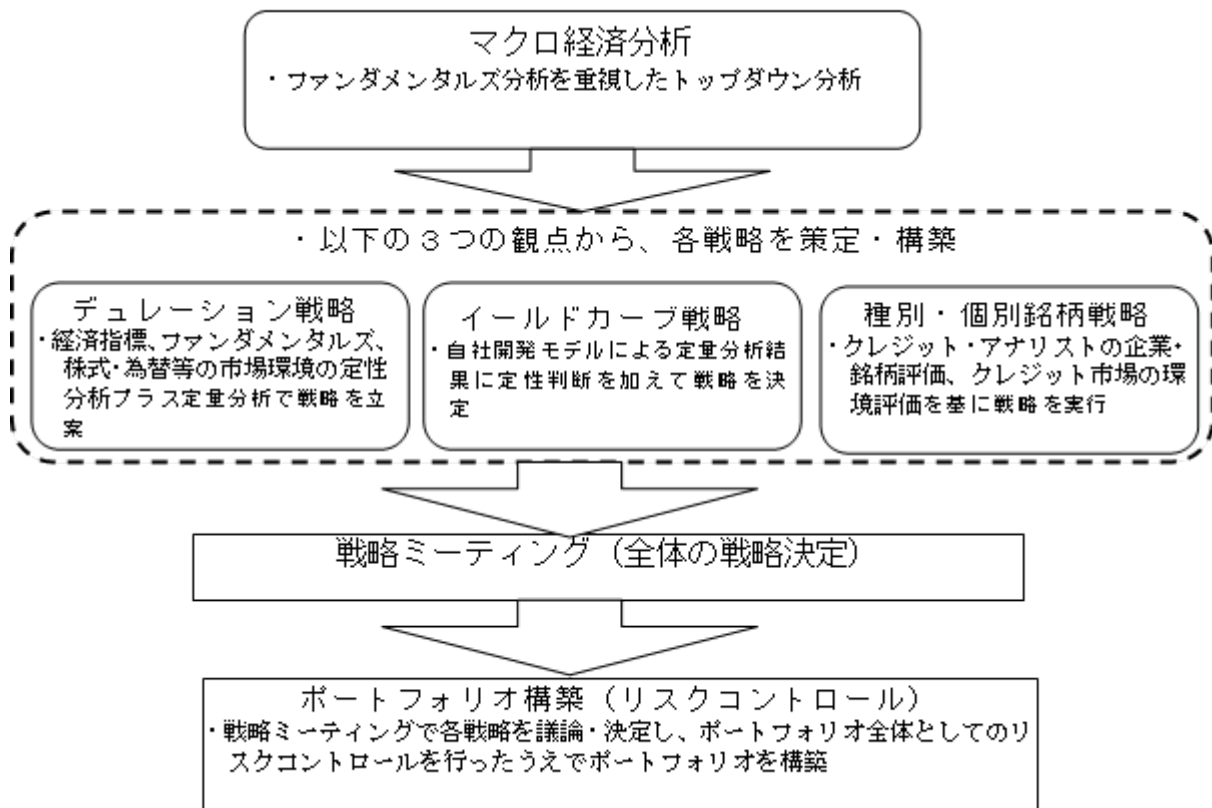 マクロ経済分析
・ファンダメンタルズ分析を重視したトップダウン分析
・以下の３つの観点から、各戦略を策定・構築
デュレーション戦略
・経済指標、ファンダメンタルズ、
株式・為替等の市場環境の定性
分析プラス定量分析で戦略を立
案
イールドカーブ戦略
・自社開発モデルによる定量分析結
果に定性判断を加えて戦略を決
定
種別・個別銘柄戦略
・クレジット・アナリストの企業・
銘柄評価、クレジット市場の環
境評価を基に戦略を実行
戦略ミーティング（全体の戦略決定）
ポートフォリオ構築（リスクコントロール）
・戦略ミーティングで各戦略を議論・決定し、ポートフォリオ全体としてのリ
スクコントロールを行ったうえでポートフォリオを構築